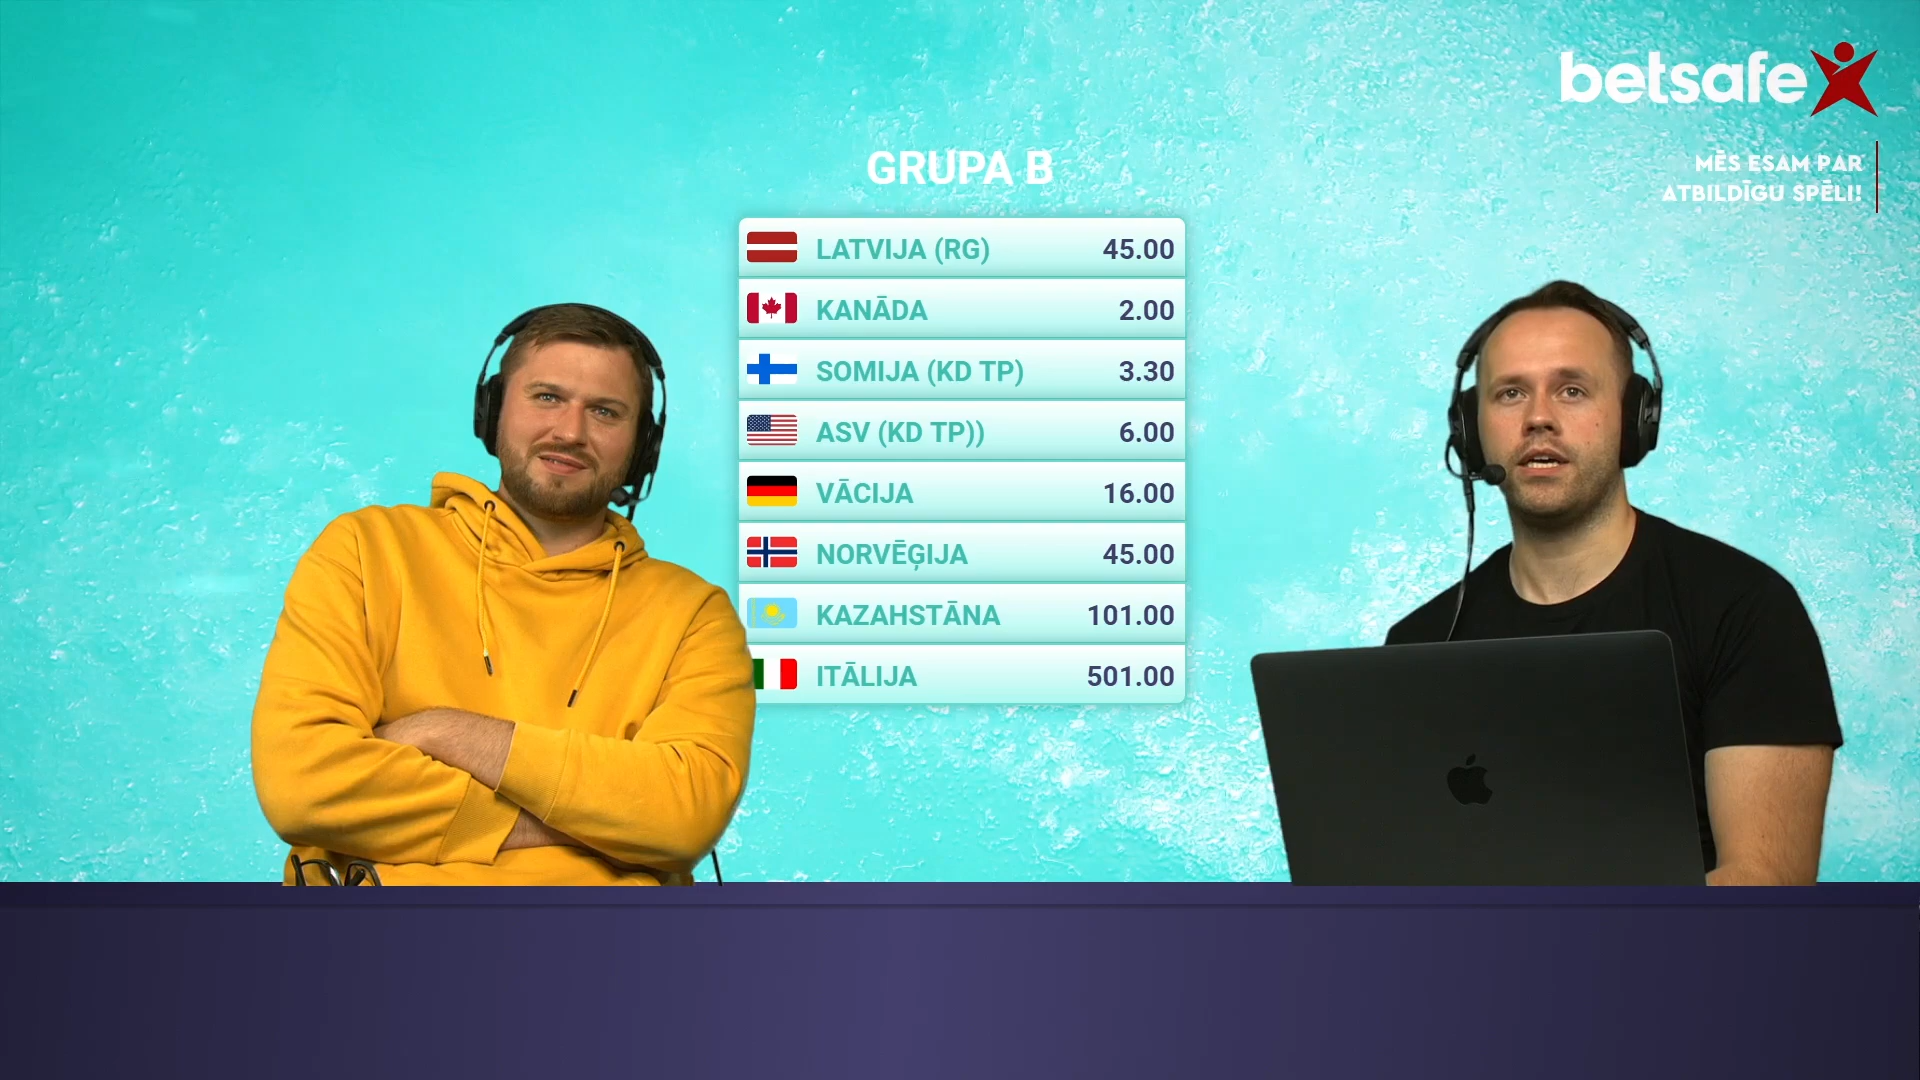 betsafe
MĒS ESAM PAR
ATBILDĪGU SPĒLI!
GRUPA B
LATVIJA (RG) 45.00
KANĀDA 2.00
SOMIJA (KD TP) 3.30
ASV (KD TP)) 6.00
VĀCIJA 16.00
NORVĒĢIJA 45.00
KAZAHSTĀNA 101.00
ITĀLIJA 501.00